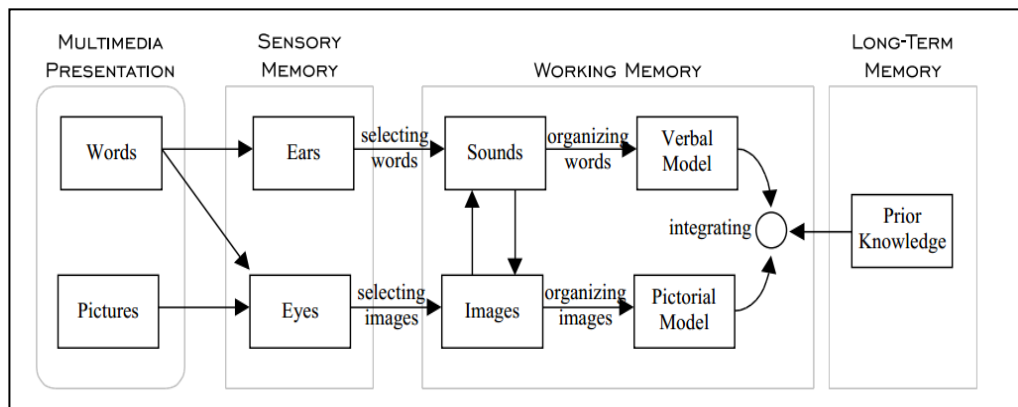 MULTIMEDIA
PRESENTATION
SENSORY
MEMORY
WORKING MEMORY
LONG-TERM
MEMORY
Words
Ears
selecting
words
Sounds
organizing
words
Verbal
Model
integrating
Prior
Knowledge
Pictures
Eyes
selecting
images
Images
organizing
images
Pictorial
Model